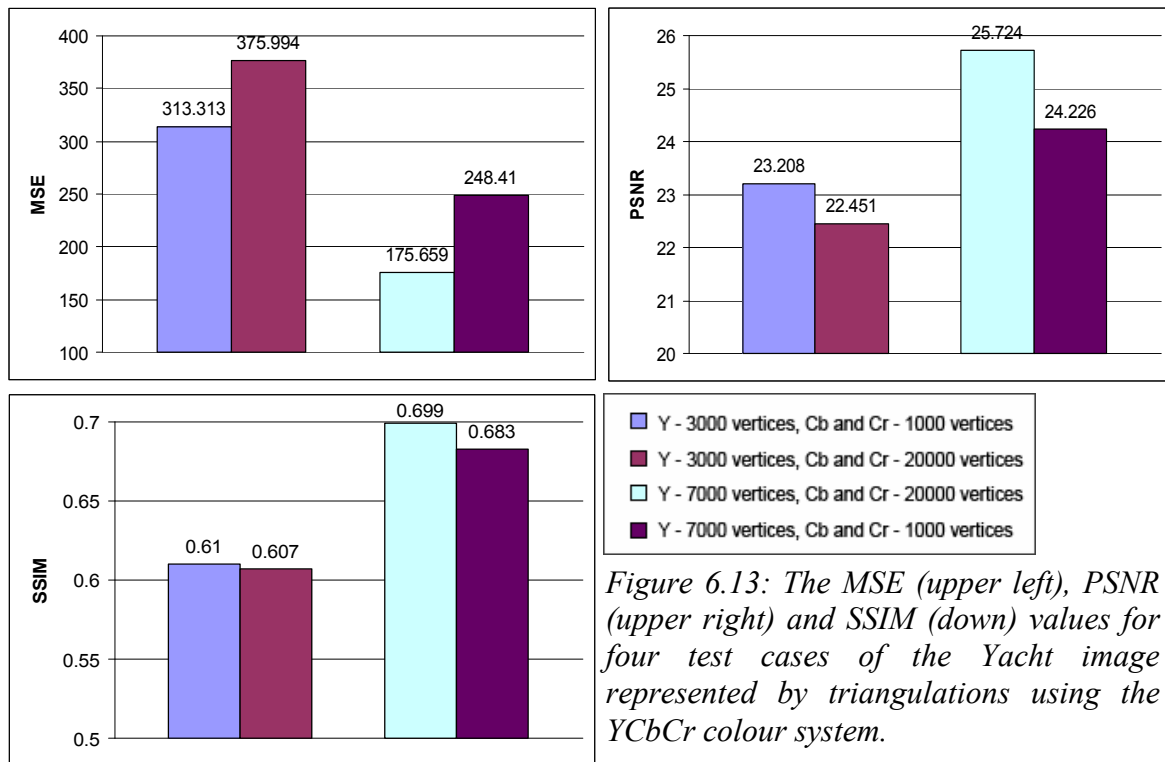 400
350
300
250
200
150
100
MSE
313.313
375.994
175.659
248.41
26
25
24
23
22
21
20
PSNR
23.208
22.451
25.724
24.226
0.7
0.65
0.6
0.55
0.5
SSIM
0.61
0.607
0.699
0.683
Y - 3000 vertices, Cb and Cr - 1000 vertices
Y - 3000 vertices, Cb and Cr - 20000 vertices
Y - 7000 vertices, Cb and Cr - 20000 vertices
Y - 7000 vertices, Cb and Cr - 1000 vertices
Figure 6.13: The MSE (upper left), PSNR
(upper right) and SSIM (down) values for
four test cases of the Yacht image
represented by triangulations using the
YCbCr colour system.